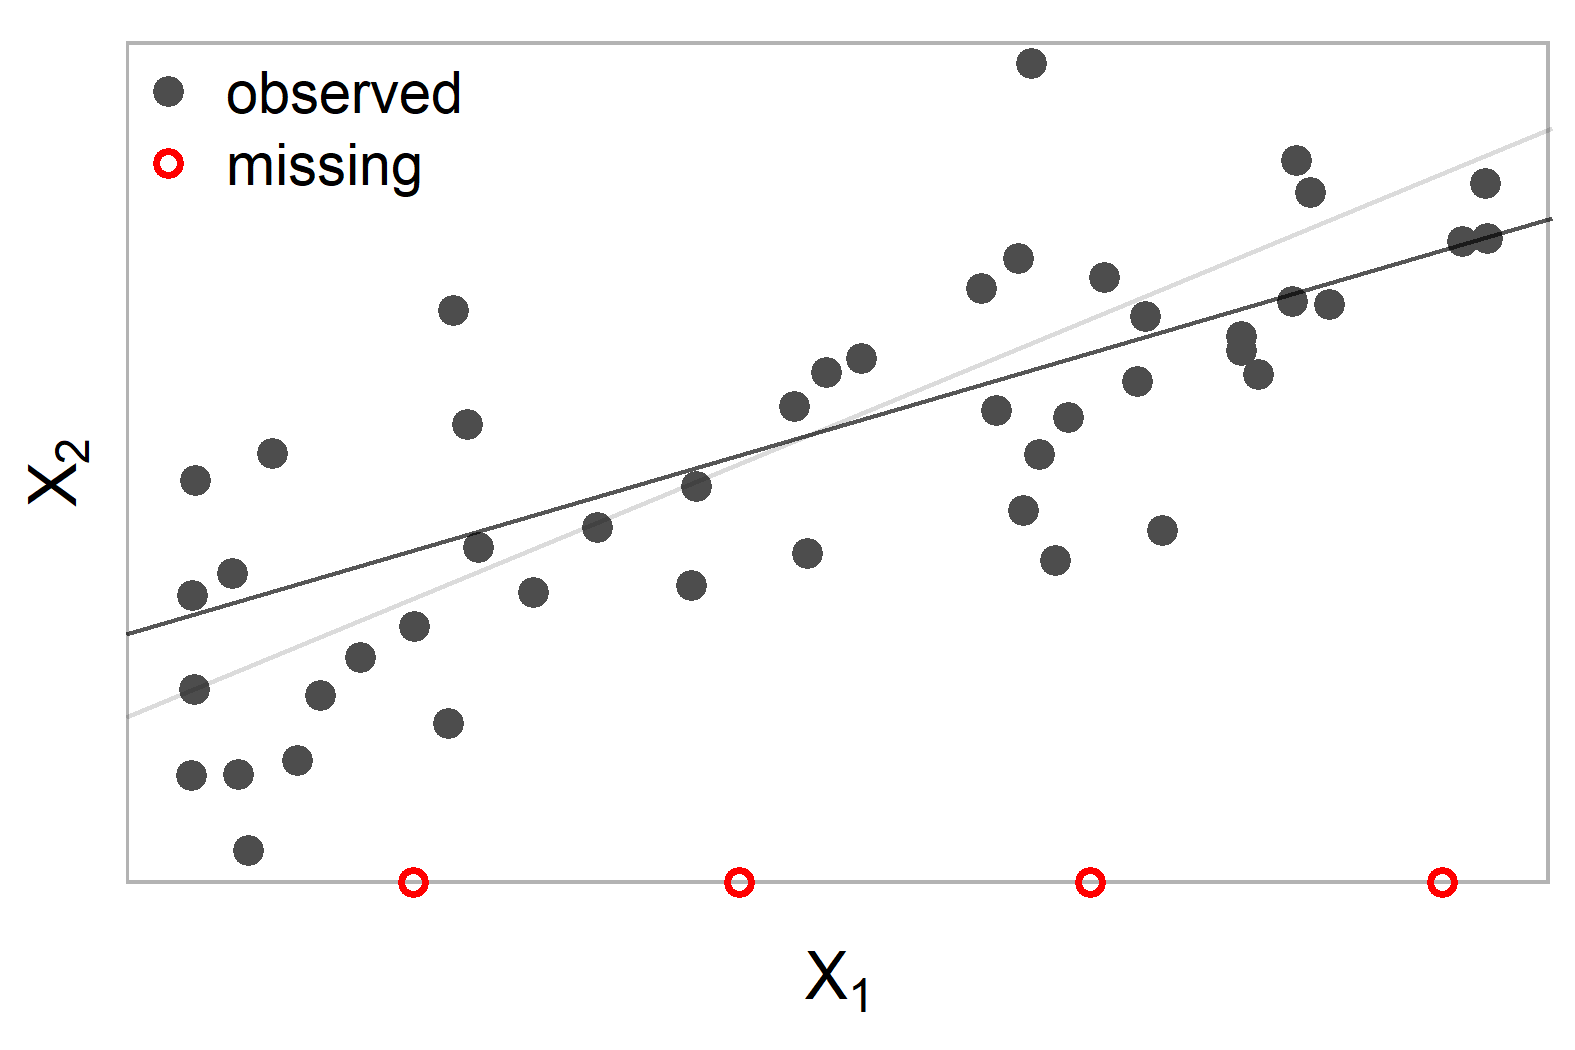 observed
missing
X₂
X₁